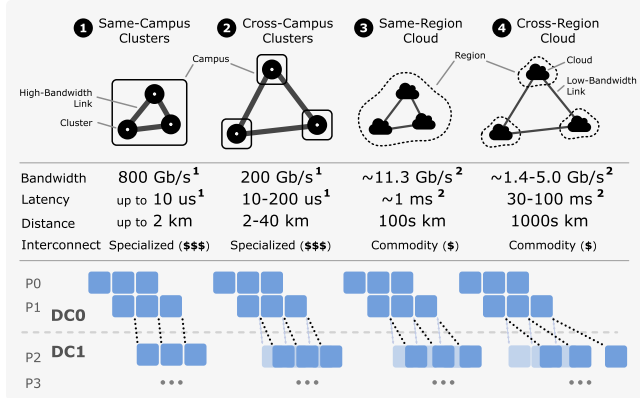 1 Same-Campus Clusters
2 Cross-Campus Clusters
3 Same-Region Cloud
4 Cross-Region Cloud
Campus
Region
Cloud
High-Bandwidth Link
Low-Bandwidth Link
Cluster
Bandwidth 800 Gb/s¹ 200 Gb/s¹ ~11.3 Gb/s² ~1.4-5.0 Gb/s²
Latency up to 10 us¹ 10-200 us¹ ~1 ms² 30-100 ms²
Distance up to 2 km 2-40 km 100s km 1000s km
Interconnect Specialized ($$$) Specialized ($$$) Commodity ($) Commodity ($)
P0
P1 DC0
P2 DC1
P3